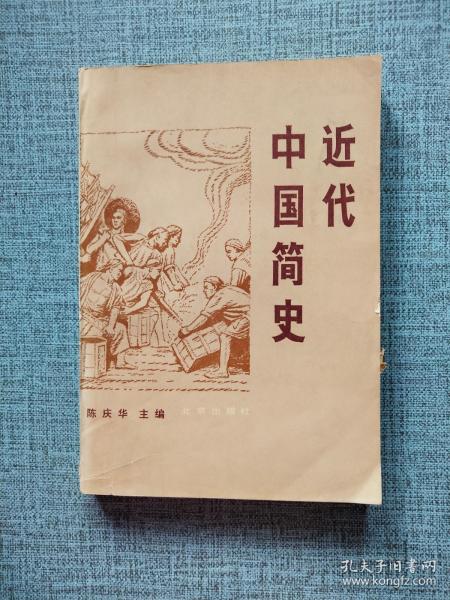 近代
中国简史
陈庆华 主编 北京出版社
孔夫子旧书网
www.kongfz.com